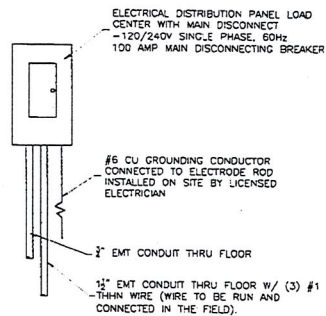 ELECTRICAL DISTRIBUTION PANEL LOAD
CENTER WITH MAIN DISCONNECT
-120/240V SINGLE PHASE, 60Hz
100 AMP MAIN DISCONNECTING BREAKER
#6 CU GROUNDING CONDUCTOR
CONNECTED TO ELECTRODE ROD
INSTALLED ON SITE BY LICENSED
ELECTRICIAN
EMT CONDUIT THRU FLOOR
1½" EMT CONDUIT THRU FLOOR W/ (3) #1
THHN WIRE (WIRE TO BE RUN AND
CONNECTED IN THE FIELD).